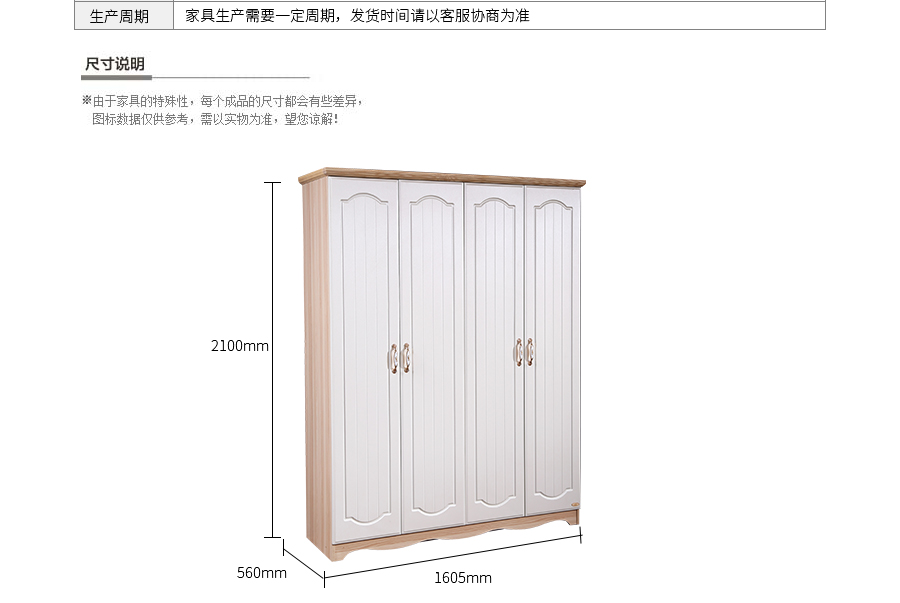 生产周期 家具生产需要一定周期，发货时间请以客服协商为准
尺寸说明
※由于家具的特殊性，每个成品的尺寸都会有些差异，
图标数据仅供参考，需以实物为准，望您谅解！
2100mm
560mm
1605mm